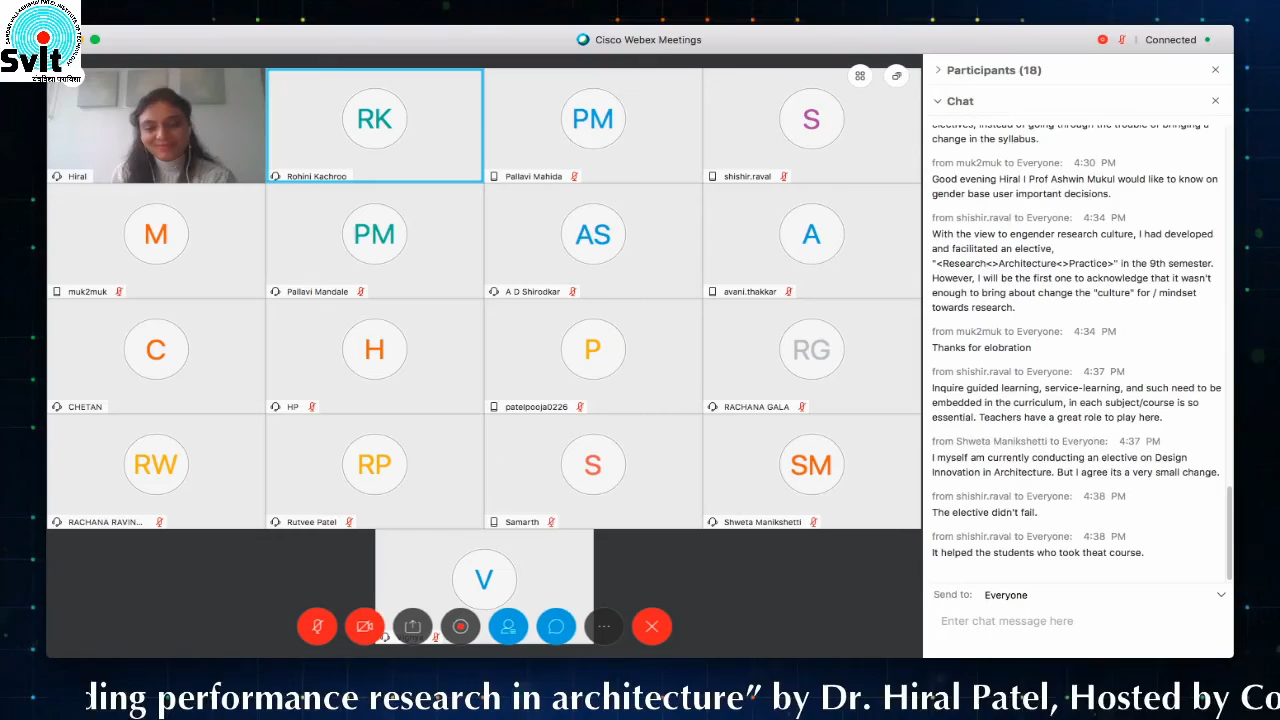 Svit
Cisco Webex Meetings
Connected
Hiral
RK
Rohini Kachroo
PM
Pallavi Mahida
S
shishir.raval
M
muk2muk
PM
Pallavi Mandale
AS
A D Shirodkar
A
avani.thakkar
C
CHETAN
H
HP
P
patelpooja0226
RG
RACHANA GALA
RW
RACHANA RAVIN...
RP
Rutvee Patel
S
Samarth
SM
Shweta Manikshetti
V
Participants (18)
Chat
electives, instead of going through the trouble of bringing a
change in the syllabus.
from muk2muk to Everyone: 4:30 PM
Good evening Hiral I Prof Ashwin Mukul would like to know on
gender base user important decisions.
from shishir.raval to Everyone: 4:34 PM
With the view to engender research culture, I had developed
and facilitated an elective,
"<Research<>Architecture<>Practice>" in the 9th semester.
However, I will be the first one to acknowledge that it wasn't
enough to bring about change the "culture" for / mindset
towards research.
from muk2muk to Everyone: 4:34 PM
Thanks for elobration
from shishir.raval to Everyone: 4:37 PM
Inquire guided learning, service-learning, and such need to be
embedded in the curriculum, in each subject/course is so
essential. Teachers have a great role to play here.
from Shweta Manikshetti to Everyone: 4:37 PM
I myself am currently conducting an elective on Design
Innovation in Architecture. But I agree its a very small change.
from shishir.raval to Everyone: 4:38 PM
The elective didn't fail.
from shishir.raval to Everyone: 4:38 PM
It helped the students who took theat course.
Send to: Everyone
Enter chat message here
ding performance research in architecture" by Dr. Hiral Patel, Hosted by Co